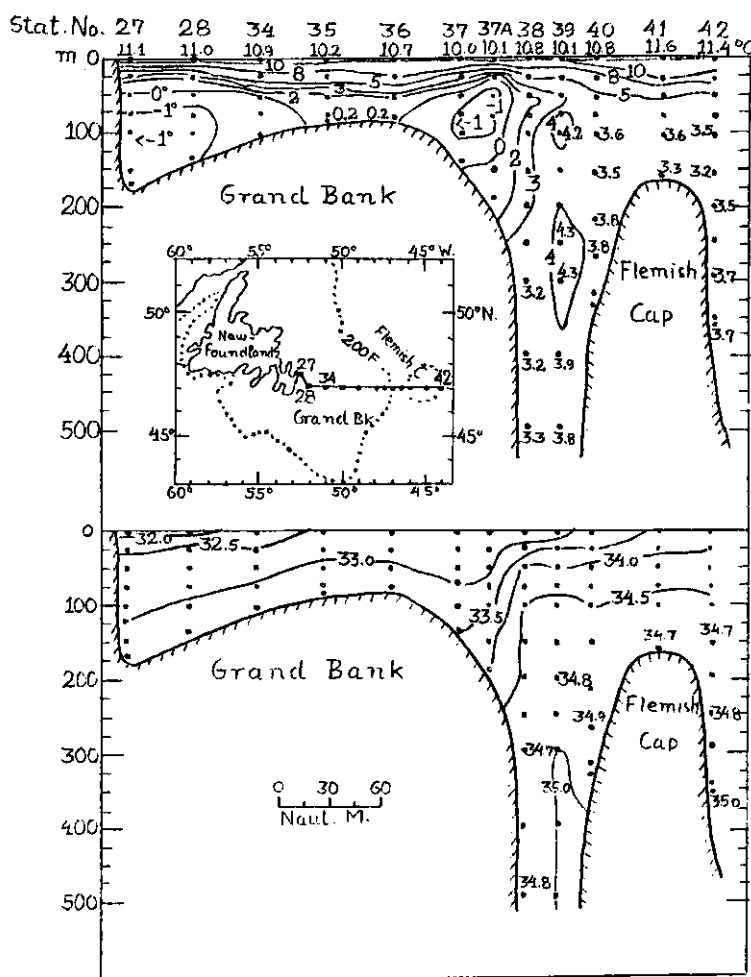 Stat.No. 27 28 34 35 36 37 37A 38 39 40 41 42
m 11.1 11.0 10.9 10.2 10.7 10.0 10.1 10.8 10.1 10.8 11.6 11.4°C
0
10 8 5 10
8
0° 2 3 5
-1° 0.2 0.2 -1
100 <-1° <-1 4 4.2 3.6 3.6 3.5
0
2 3.5 3.3 3.2
3
200 Grand Bank 3.8 3.5
4.3
3.8
4
300 3.2 4.3 Flemish Cap 3.7
3.7
400 3.2 3.9
500 3.3 3.8
60° 55° 50° 45° W.
50° 50° N.
New Foundland
200F
Flemish C.
27
28 34 42
Grand Bk
45° 45°
60° 55° 50° 45°
0
32.0 32.5
33.0 34.0
100 33.5 34.5
34.7 34.7
200 Grand Bank 34.8
34.9 Flemish Cap 34.8
300 34.7
35.0 35.0
0 30 60
Naut. M.
400
500 34.8